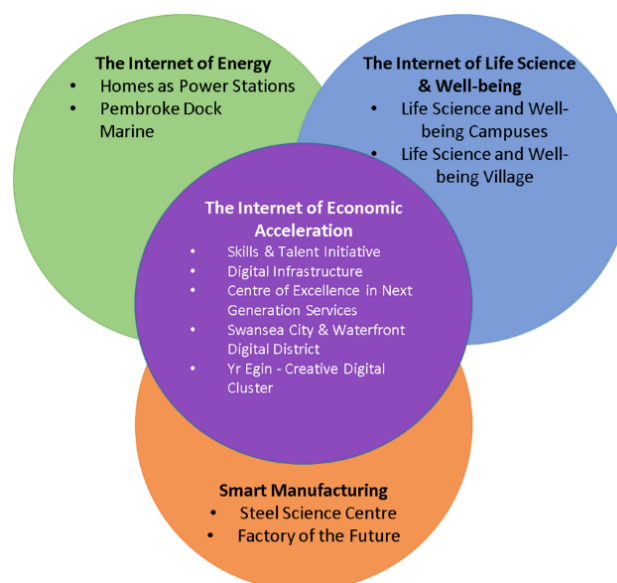 The Internet of Energy
• Homes as Power Stations
• Pembroke Dock
Marine
The Internet of Life Science
& Well-being
• Life Science and Well-
being Campuses
• Life Science and Well-
being Village
The Internet of Economic
Acceleration
• Skills & Talent Initiative
• Digital Infrastructure
• Centre of Excellence in Next
Generation Services
• Swansea City & Waterfront
Digital District
• Yr Egin - Creative Digital
Cluster
Smart Manufacturing
• Steel Science Centre
• Factory of the Future